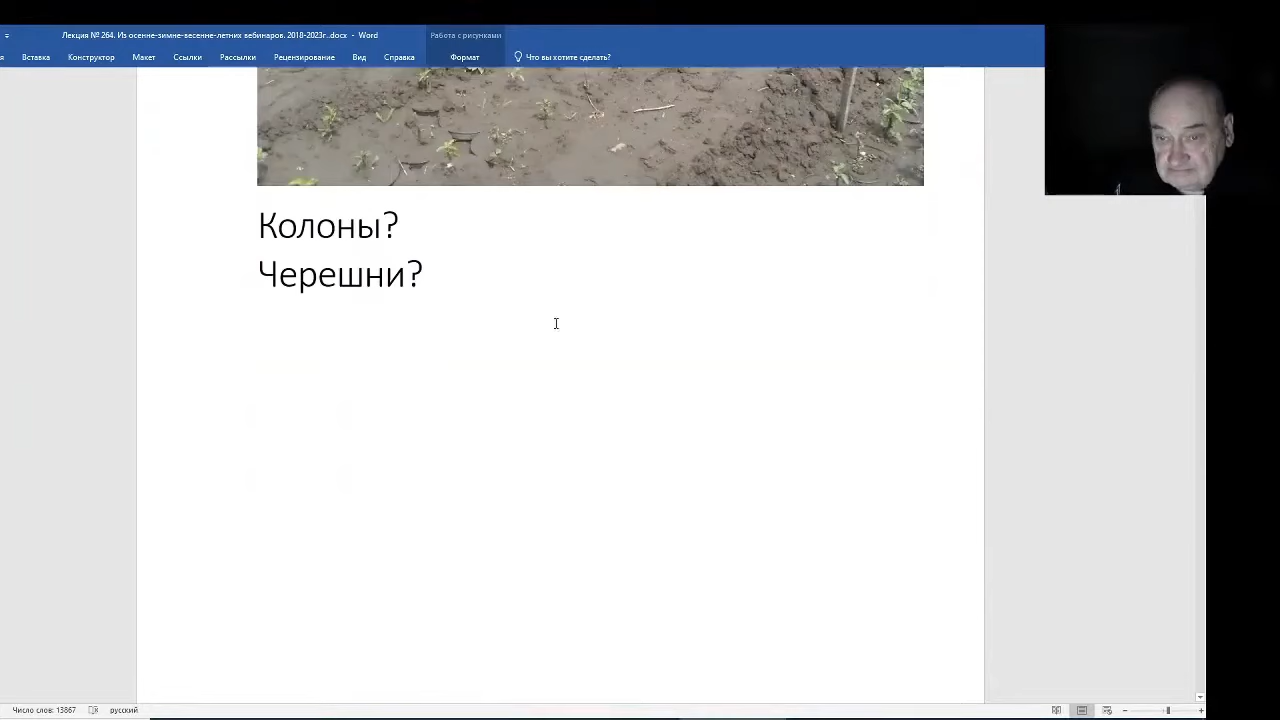 Лекция № 264. Из осенне-зимне-весенне-летних вебинаров. 2018-2023г..docx - Word
Работа с рисунками
Вставка Конструктор Макет Ссылки Рассылки Рецензирование Вид Справка Формат Что вы хотите сделать?
Колоны?
Черешни?
Число слов: 13867 русский